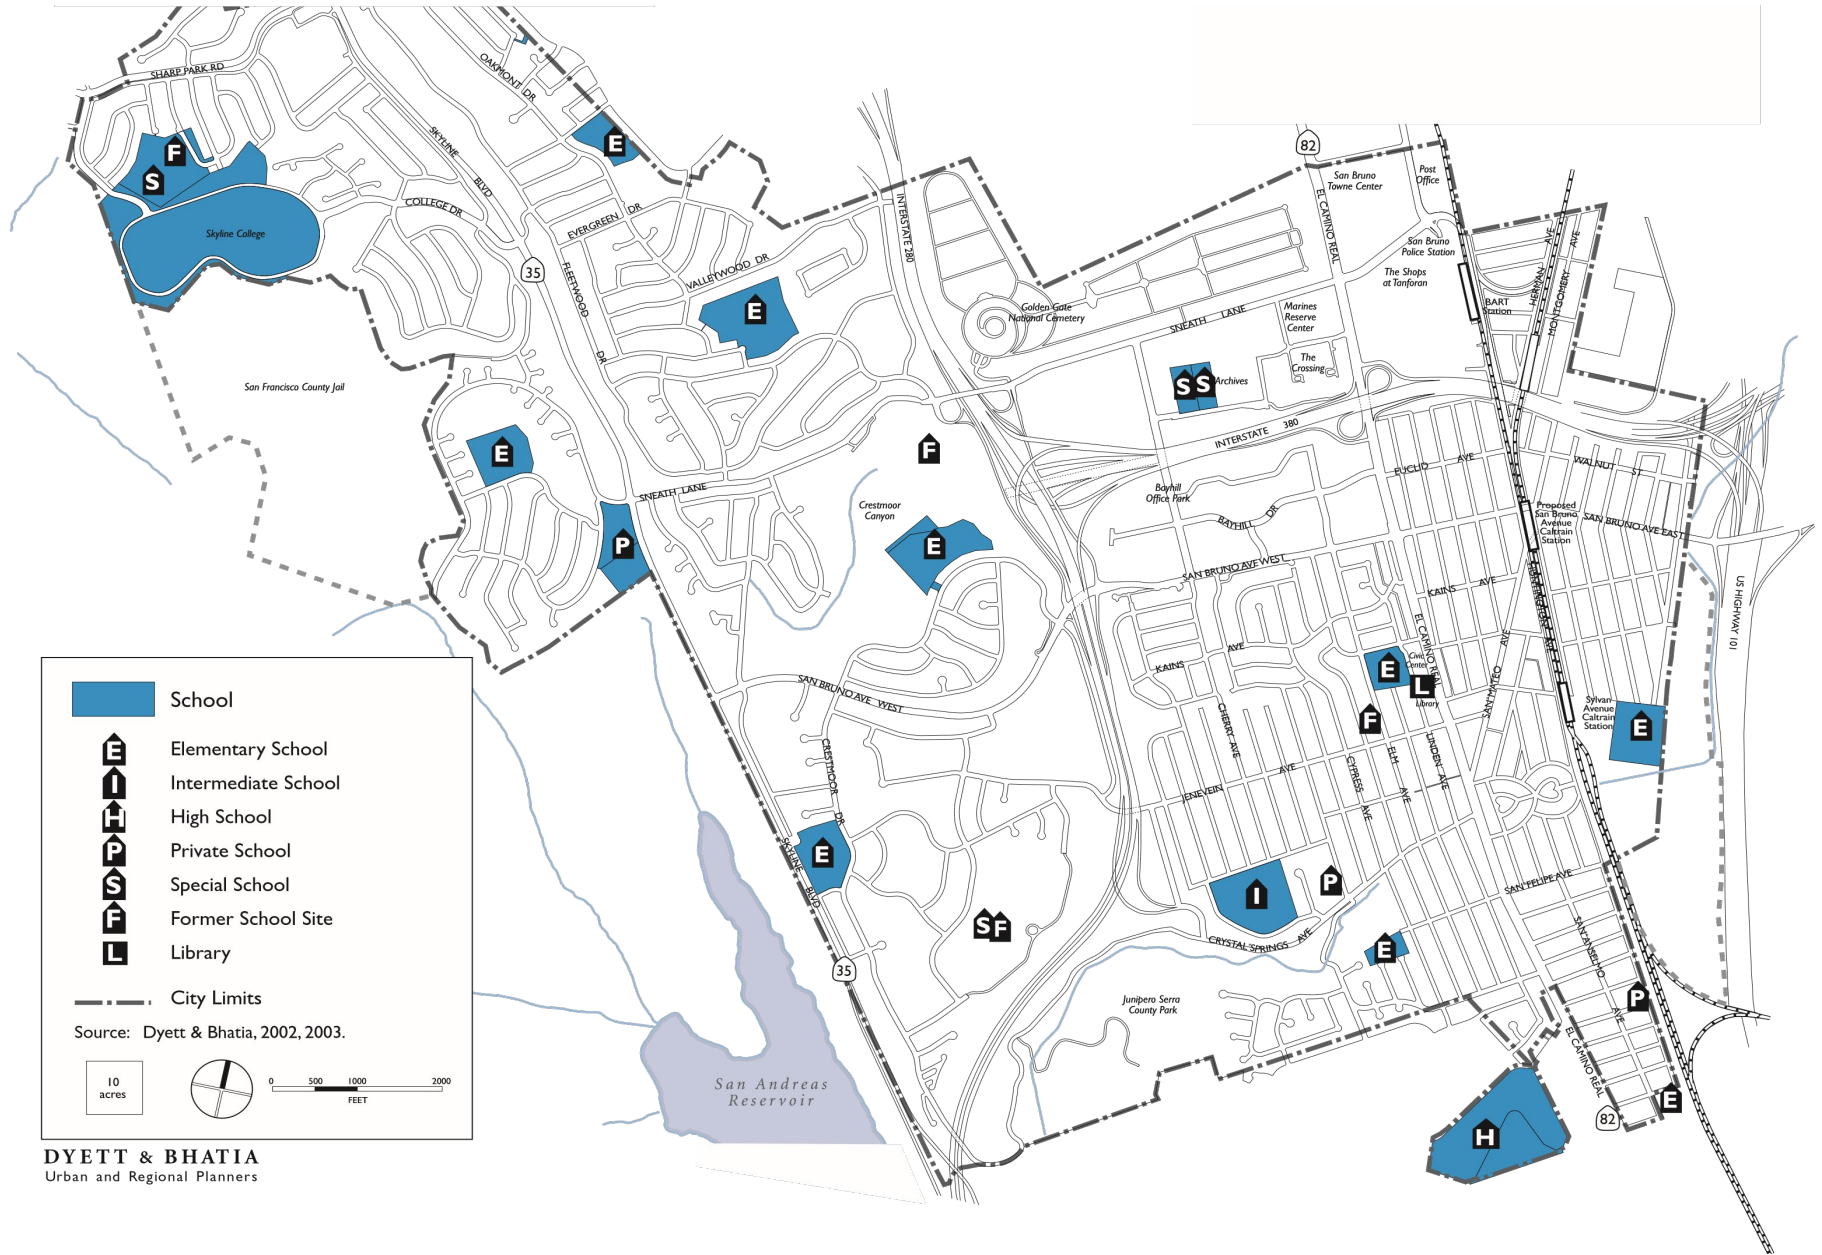 SHARP PARK RD
OAKMONT DR
SKYLINE BLVD
F
S
E
Skyline College
COLLEGE DR
EVERGREEN DR
35
FLEETWOOD DR
VALLEYWOOD DR
E
INTERSTATE 280
82
San Bruno
Towne Center
Post
Office
EL CAMINO REAL
San Bruno
Police Station
The Shops
at Tanforan
HERMAN AVE
MONTGOMERY AVE
BART
Station
Golden Gate
National Cemetery
SNEATH LANE
Marines
Reserve
Center
The
Crossing
S
S
Archives
San Francisco County Jail
E
F
INTERSTATE 380
EUCLID AVE
WALNUT ST
SNEATH LANE
P
Crestmoor
Canyon
E
Bayhill
Office Park
BAYHILL DR
Proposed
San Bruno
Avenue
Caltrain
Station
SAN BRUNO AVE EAST
SAN BRUNO AVE WEST
HUNTINGTON AVE
US HIGHWAY 101
KAINS AVE
KAINS AVE
EL CAMINO REAL
Civic
Center
E
L
Library
F
SAN MATEO AVE
Sylvan
Avenue
Caltrain
Station
E
SAN BRUNO AVE WEST
CHERRY AVE
CRESTMOOR DR
JENEVEIN AVE
CYPRESS AVE
ELM AVE
LINDEN AVE
E
SKYLINE BLVD
I
P
SAN FELIPE AVE
S
F
CRYSTAL SPRINGS AVE
E
SAN ANSELMO AVE
35
Junipero Serra
County Park
P
EL CAMINO REAL
E
82
H
San Andreas
Reservoir
School
E Elementary School
I Intermediate School
H High School
P Private School
S Special School
F Former School Site
L Library
City Limits
Source: Dyett & Bhatia, 2002, 2003.
10
acres
0 500 1000 2000
FEET
DYETT & BHATIA
Urban and Regional Planners